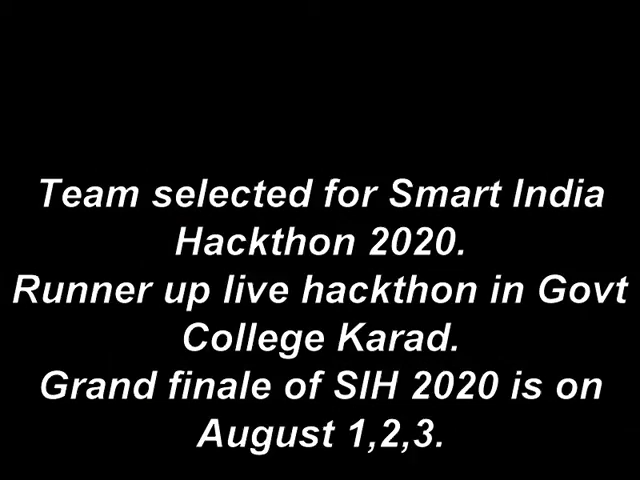 Team selected for Smart India
Hackthon 2020.
Runner up live hackthon in Govt
College Karad.
Grand finale of SIH 2020 is on
August 1,2,3.